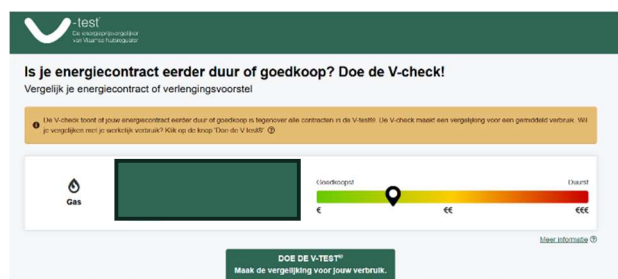 -test
De energieprijsvergelijker
van Vlaamse Nutsregulator
Is je energiecontract eerder duur of goedkoop? Doe de V-check!
Vergelijk je energiecontract of verlengingsvoorstel
De V-check toont of jouw energiecontract eerder duur of goedkoop is tegenover alle contracten in de V-test®. De V-check maakt een vergelijking voor een gemiddeld verbruik. Wil
je vergelijken met je werkelijk verbruik? Klik op de knop 'Doe de V-test®'
Goedkoopst Duurst
Gas
€ €€ €€€
Meer informatie
DOE DE V-TEST®
Maak de vergelijking voor jouw verbruik.